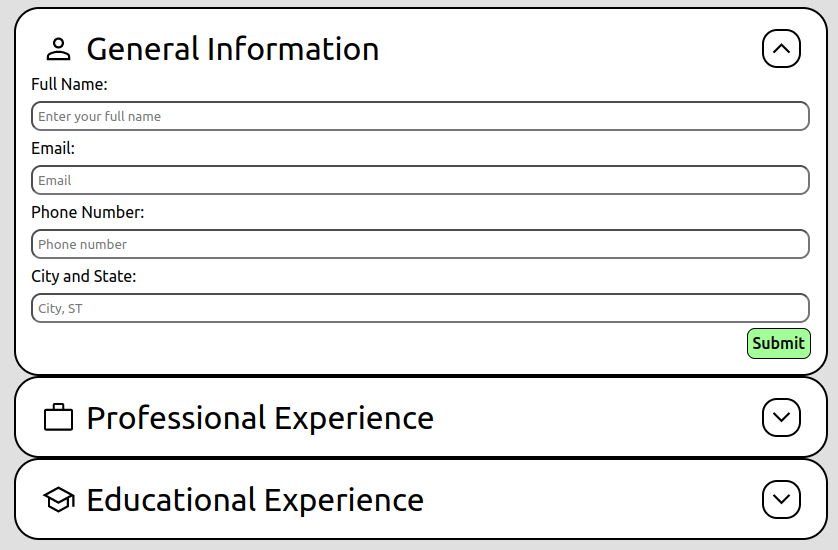 General Information
Full Name:
Enter your full name
Email:
Email
Phone Number:
Phone number
City and State:
City, ST
Submit
Professional Experience
Educational Experience